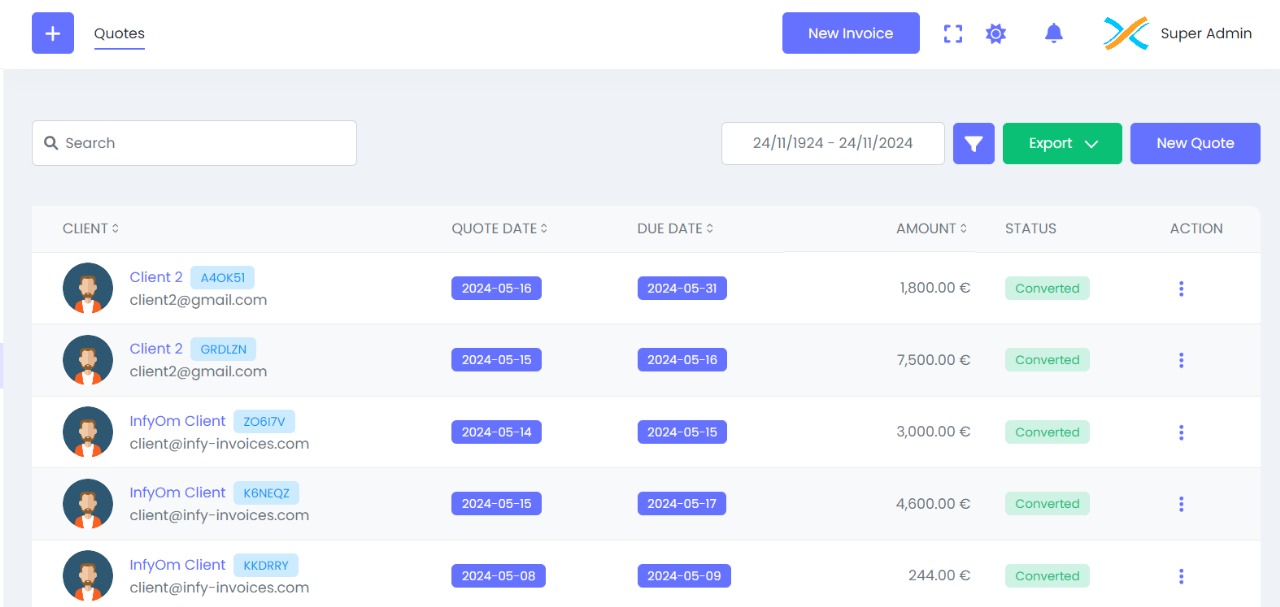 + Quotes New Invoice Super Admin
Search 24/11/1924 - 24/11/2024 Export New Quote
CLIENT QUOTE DATE DUE DATE AMOUNT STATUS ACTION
Client 2 A4OK51
client2@gmail.com 2024-05-16 2024-05-31 1,800.00 € Converted
Client 2 GRDLZN
client2@gmail.com 2024-05-15 2024-05-16 7,500.00 € Converted
InfyOm Client ZO6I7V
client@infy-invoices.com 2024-05-14 2024-05-15 3,000.00 € Converted
InfyOm Client K6NEQZ
client@infy-invoices.com 2024-05-15 2024-05-17 4,600.00 € Converted
InfyOm Client KKDRRY
client@infy-invoices.com 2024-05-08 2024-05-09 244.00 € Converted